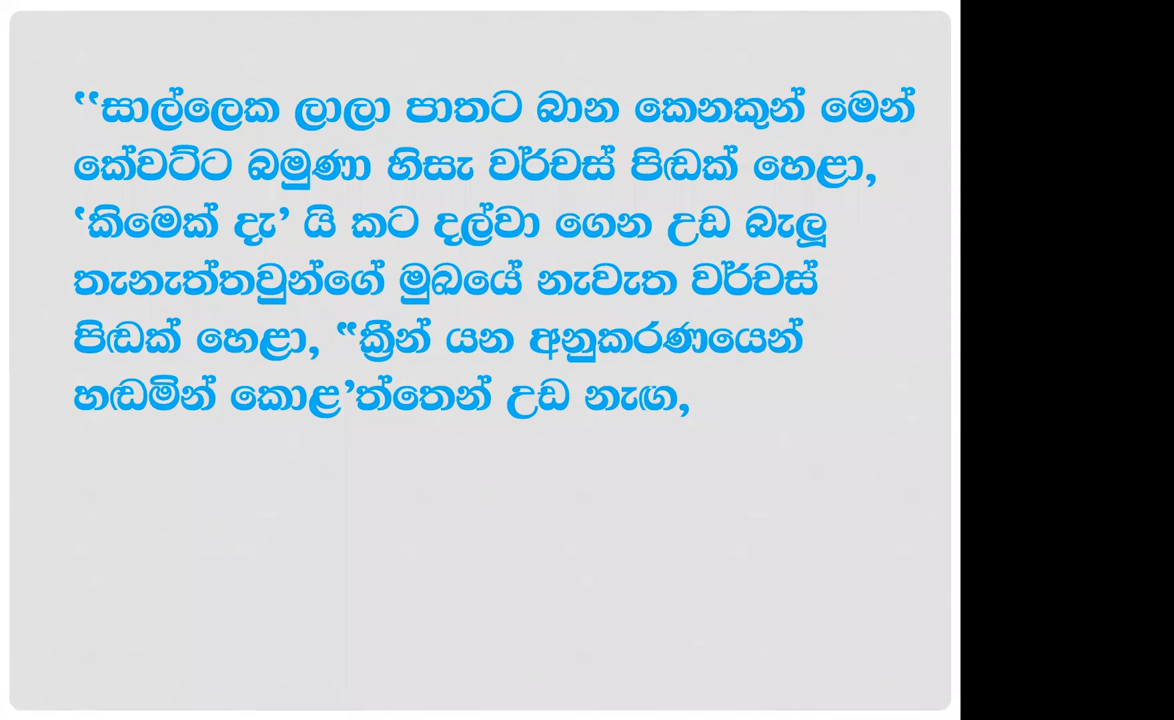 ‘‘සාල්ලෙක ලාලා පාතට බාන කෙනකුන් මෙන්
කේවට්ට බමුණා හිසැ වර්චස් පිඬක් හෙළා,
‘කිමෙක් දැ’ යි කට දල්වා ගෙන උඩ බැලූ
තැනැත්තවුන්ගේ මුඛයේ නැවැත වර්චස්
පිඬක් හෙළා, “ක්‍රීන් යන අනුකරණයෙන්
හඬමින් කොළ’ත්තෙන් උඩ නැඟ,